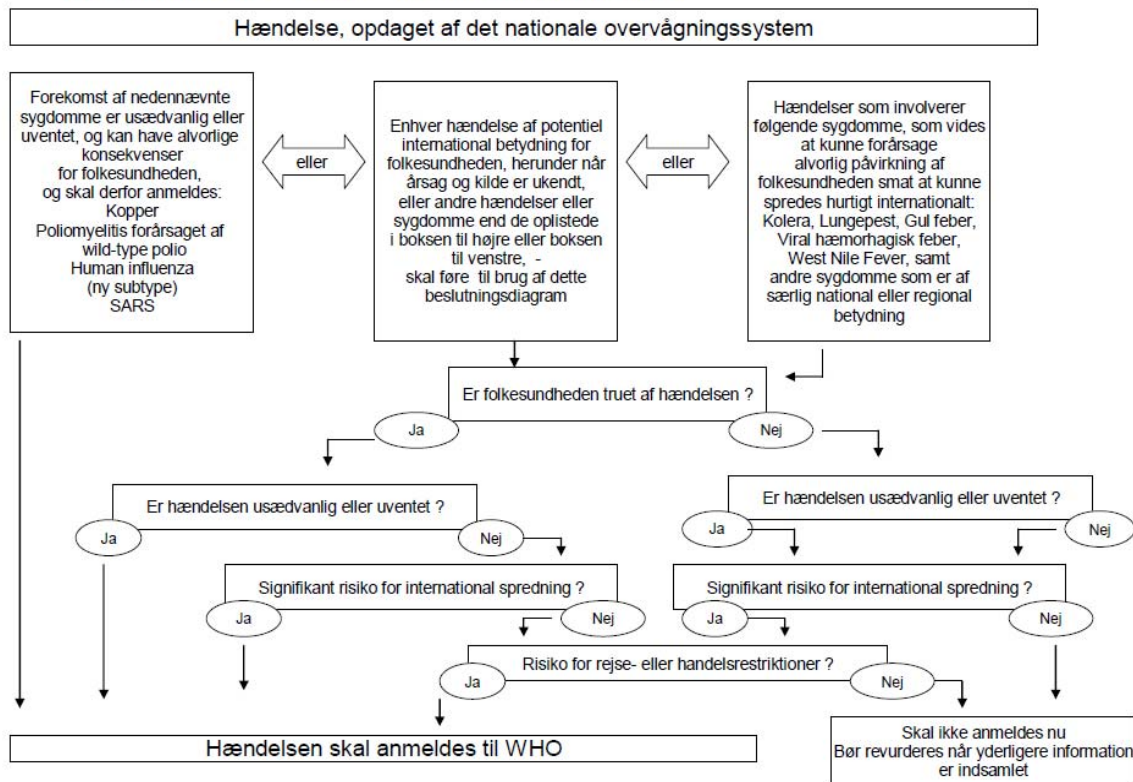 Hændelse, opdaget af det nationale overvågningssystem
Forekomst af nedennævnte
sygdomme er usædvanlig eller
uventet, og kan have alvorlige
konsekvenser
for folkesundheden,
og skal derfor anmeldes:
Kopper
Poliomyelitis forårsaget af
wild-type polio
Human influenza
(ny subtype)
SARS
eller
Enhver hændelse af potentiel
international betydning for
folkesundheden, herunder når
årsag og kilde er ukendt,
eller andre hændelser eller
sygdomme end de oplistede
i boksen til højre eller boksen
til venstre, -
skal føre til brug af dette
beslutningsdiagram
eller
Hændelser som involverer
følgende sygdomme, som vides
at kunne forårsage
alvorlig påvirkning af
folkesundheden smat at kunne
spredes hurtigt internationalt:
Kolera, Lungepest, Gul feber,
Viral hæmorhagisk feber,
West Nile Fever, samt
andre sygdomme som er af
særlig national eller regional
betydning
Er folkesundheden truet af hændelsen ?
Ja
Nej
Er hændelsen usædvanlig eller uventet ?
Er hændelsen usædvanlig eller uventet ?
Ja
Nej
Ja
Nej
Signifikant risiko for international spredning ?
Signifikant risiko for international spredning ?
Ja
Nej
Ja
Nej
Risiko for rejse- eller handelsrestriktioner ?
Ja
Nej
Hændelsen skal anmeldes til WHO
Skal ikke anmeldes nu
Bør revurderes når yderligere information
er indsamlet